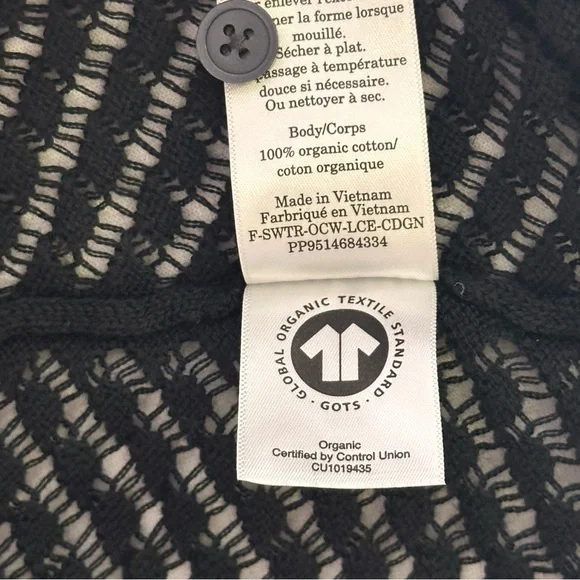 la forme lorsque
mouillé.
Sécher à plat.
passage à température
douce si nécessaire.
Ou nettoyer à sec.
Body/Corps
100% organic cotton/
coton organique
Made in Vietnam
Farbriqué en Vietnam
F-SWTR-OCW-LCE-CDGN
PP9514684334
GLOBAL ORGANIC TEXTILE STANDARD
· GOTS ·
Organic
Certified by Control Union
CU1019435